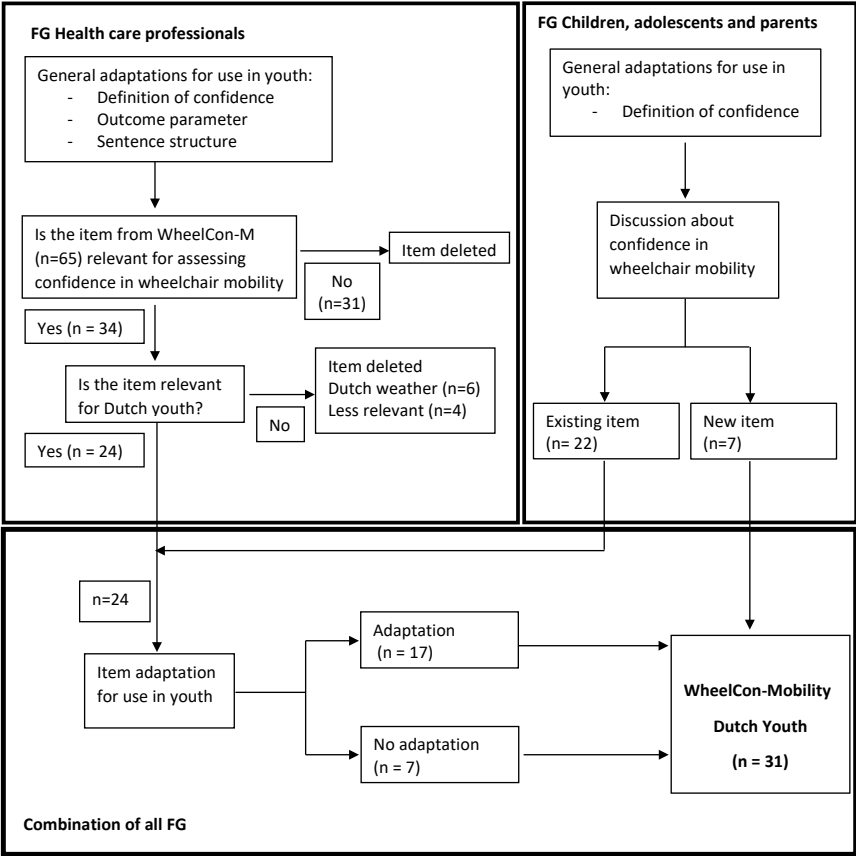 FG Health care professionals
General adaptations for use in youth:
- Definition of confidence
- Outcome parameter
- Sentence structure
Is the item from WheelCon-M
(n=65) relevant for assessing
confidence in wheelchair mobility
Item deleted
No
(n=31)
Yes (n = 34)
Is the item relevant
for Dutch youth?
No
Item deleted
Dutch weather (n=6)
Less relevant (n=4)
Yes (n = 24)
FG Children, adolescents and parents
General adaptations for use in
youth:
- Definition of confidence
Discussion about
confidence in
wheelchair mobility
Existing item
(n= 22)
New item
(n=7)
n=24
Item adaptation
for use in youth
Adaptation
(n = 17)
No adaptation
(n = 7)
WheelCon-Mobility
Dutch Youth
(n = 31)
Combination of all FG